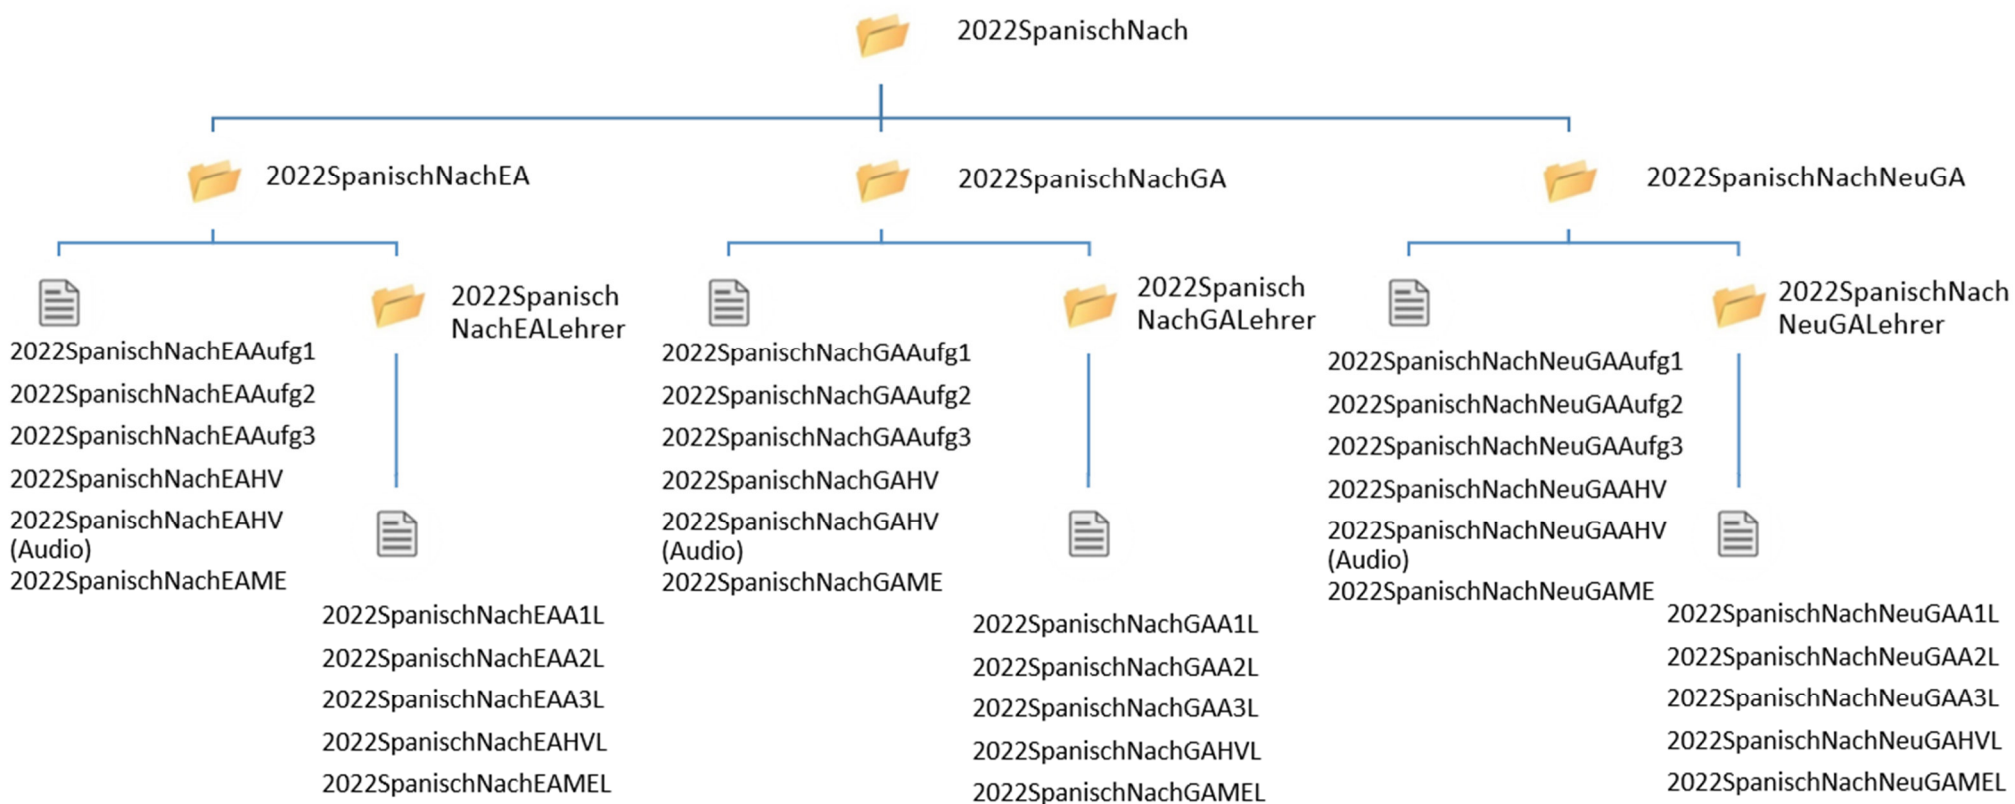 2022SpanischNach
2022SpanischNachEA
2022SpanischNachGA
2022SpanischNachNeuGA
2022SpanischNachEAAufg1
2022SpanischNachEAAufg2
2022SpanischNachEAAufg3
2022SpanischNachEAHV
2022SpanischNachEAHV
(Audio)
2022SpanischNachEAME
2022Spanisch
NachEALehrer
2022SpanischNachEAA1L
2022SpanischNachEAA2L
2022SpanischNachEAA3L
2022SpanischNachEAHVL
2022SpanischNachEAMEL
2022SpanischNachGAAufg1
2022SpanischNachGAAufg2
2022SpanischNachGAAufg3
2022SpanischNachGAHV
2022SpanischNachGAHV
(Audio)
2022SpanischNachGAME
2022Spanisch
NachGALehrer
2022SpanischNachGAA1L
2022SpanischNachGAA2L
2022SpanischNachGAA3L
2022SpanischNachGAHVL
2022SpanischNachGAMEL
2022SpanischNachNeuGAAufg1
2022SpanischNachNeuGAAufg2
2022SpanischNachNeuGAAufg3
2022SpanischNachNeuGAAHV
2022SpanischNachNeuGAAHV
(Audio)
2022SpanischNachNeuGAME
2022SpanischNach
NeuGALehrer
2022SpanischNachNeuGAA1L
2022SpanischNachNeuGAA2L
2022SpanischNachNeuGAA3L
2022SpanischNachNeuGAHVL
2022SpanischNachNeuGAMEL